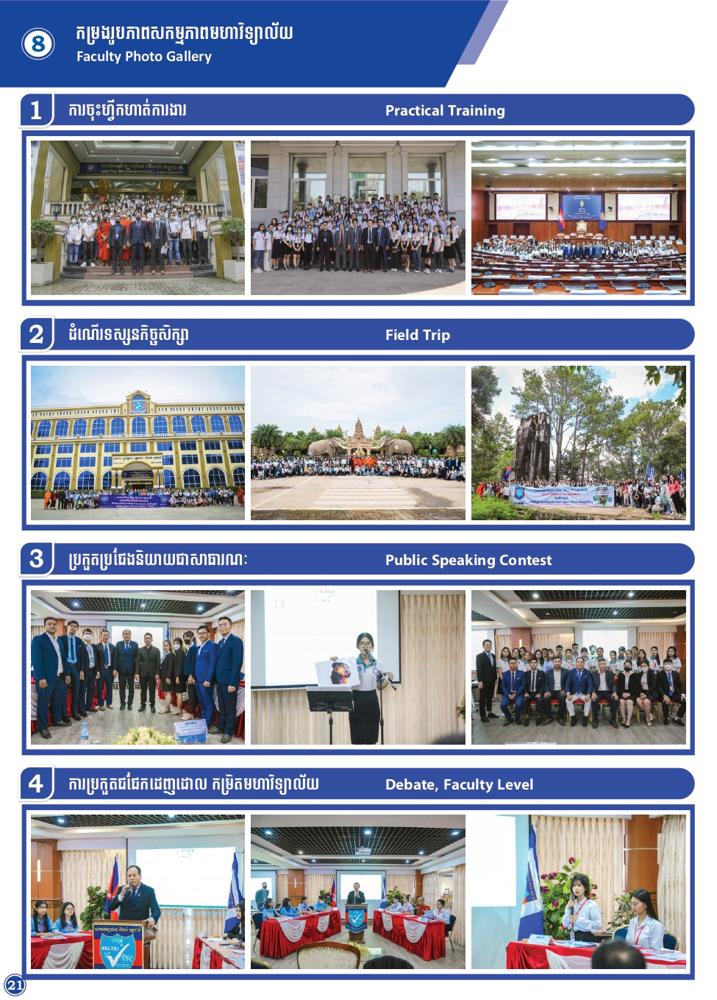 8
កម្រងរូបភាពសកម្មភាពមហាវិទ្យាល័យ
Faculty Photo Gallery
1 ការចុះហ្វឹកហាត់ការងារ Practical Training
2 ដំណើរទស្សនកិច្ចសិក្សា Field Trip
3 ប្រកួតប្រជែងនិយាយជាសាធារណៈ Public Speaking Contest
4 ការប្រកួតជជែកដេញដោល កម្រិតមហាវិទ្យាល័យ Debate, Faculty Level
BELTEI
21